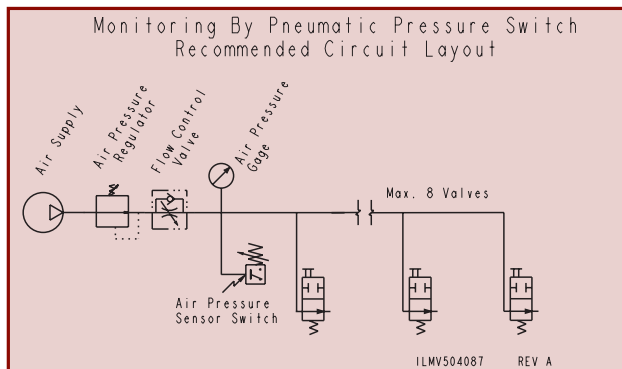 Monitoring By Pneumatic Pressure Switch
Recommended Circuit Layout
Air Supply
Air Pressure
Regulator
Flow Control
Valve
Air Pressure
Gage
Max. 8 Valves
Air Pressure
Sensor Switch
ILMV504087 REV A